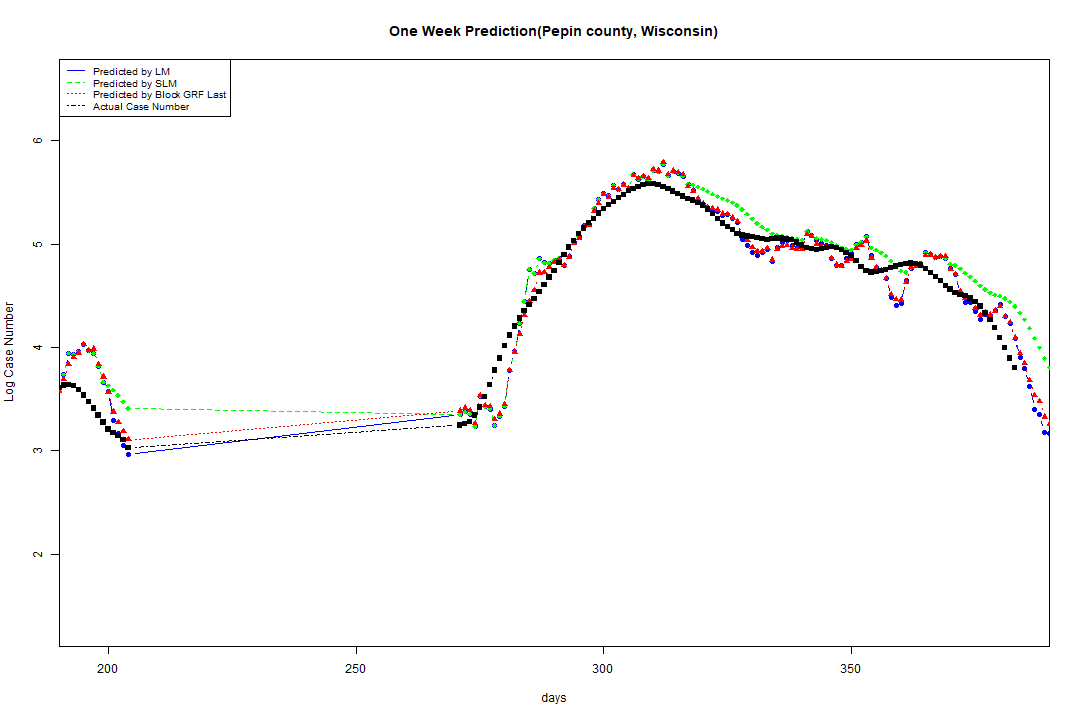 One Week Prediction(Pepin county, Wisconsin)
Predicted by LM
Predicted by SLM
Predicted by Block GRF Last
Actual Case Number
6
5
4
3
2
Log Case Number
200
250
300
350
days